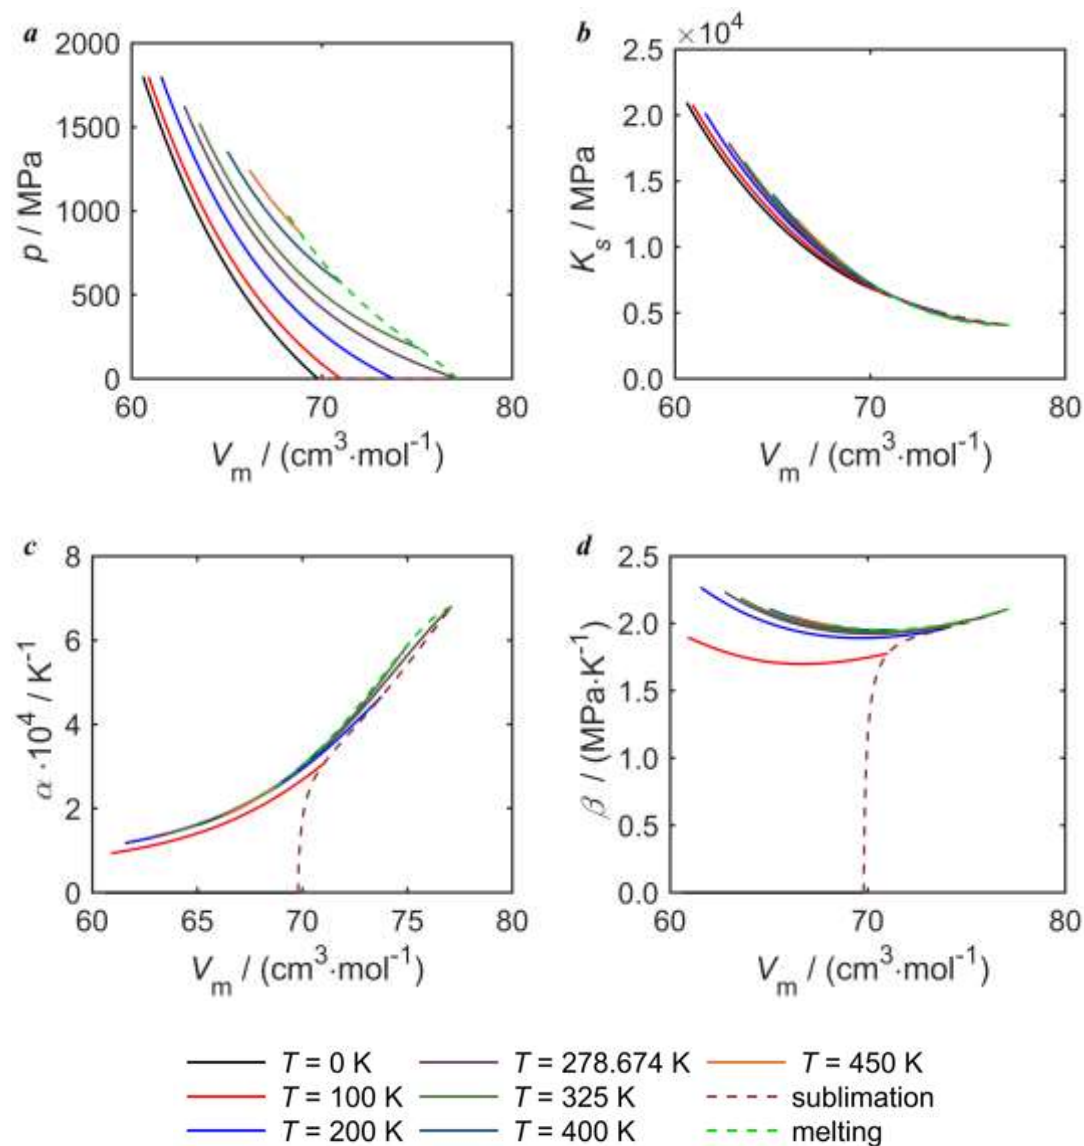 a
2000
1500
1000
500
0
60 70 80
p / MPa
V_m / (cm³·mol⁻¹)
b
×10⁴
2.5
2.0
1.5
1.0
0.5
0.0
60 70 80
K_s / MPa
V_m / (cm³·mol⁻¹)
c
8
6
4
2
0
60 65 70 75 80
α ·10⁴ / K⁻¹
V_m / (cm³·mol⁻¹)
d
2.5
2.0
1.5
1.0
0.5
0.0
60 70 80
β / (MPa·K⁻¹)
V_m / (cm³·mol⁻¹)
T = 0 K T = 278.674 K T = 450 K
T = 100 K T = 325 K sublimation
T = 200 K T = 400 K melting